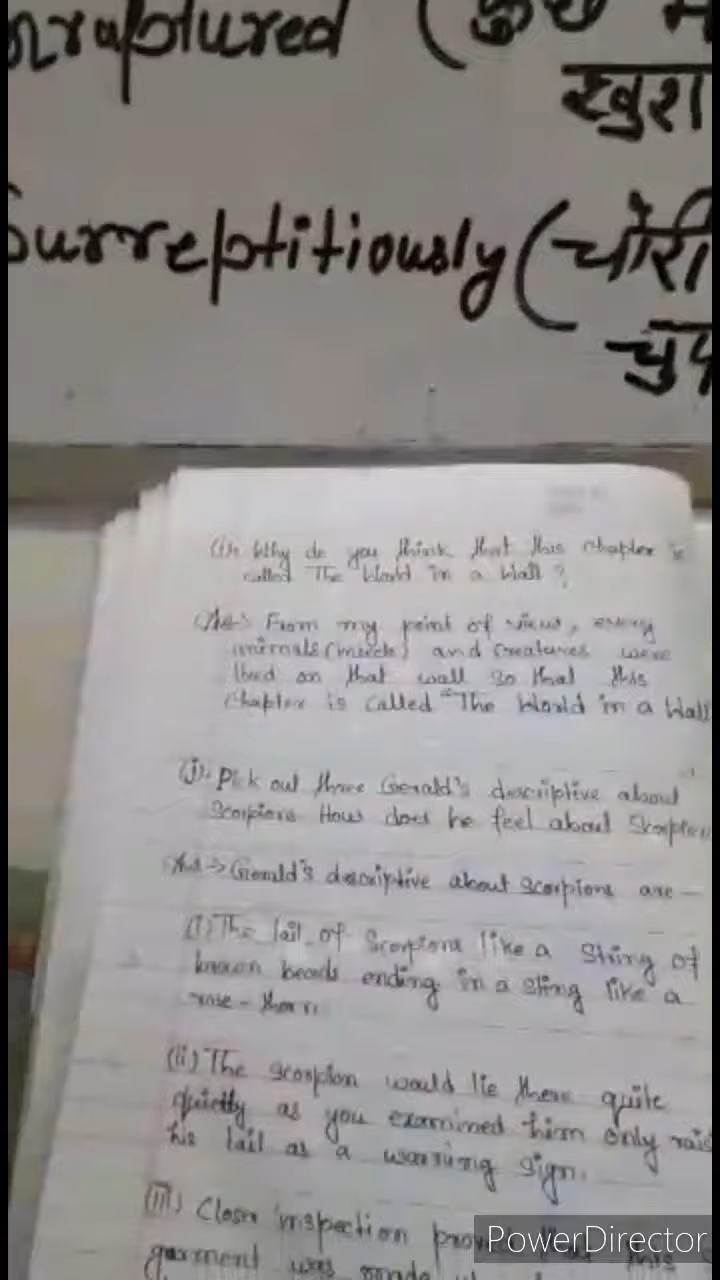 enraptured (कुछ
खुश
Surreptitiously (चोरी
चुप
(i). Why do you think that this chapter is
called The World in a Wall?
Ans→ From my point of view, every
animals (insects) and creatures were
lived on that wall so that this
chapter is called "The World in a Wall
(j). Pick out three Gerald's descriptive about
scorpions How does he feel about Scorpion
Ans→ Gerald's descriptive about scorpions are —
(i) The tail of Scorpions like a string of
brown beads ending in a sting like a
rose-thorn
(ii) The scorpion would lie there quite
quietly as you examined him only rais
his tail as a warning sign.
(iii) Closer inspection this
garment was made
PowerDirector